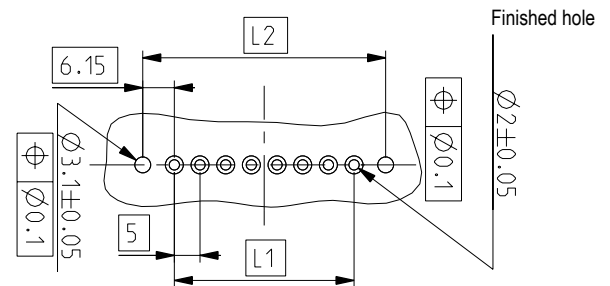 Finished hole
L2
6.15
⌖ ⌀0.1
⌀2±0.05
⌖ ⌀0.1
⌀3.1±0.05
5
L1